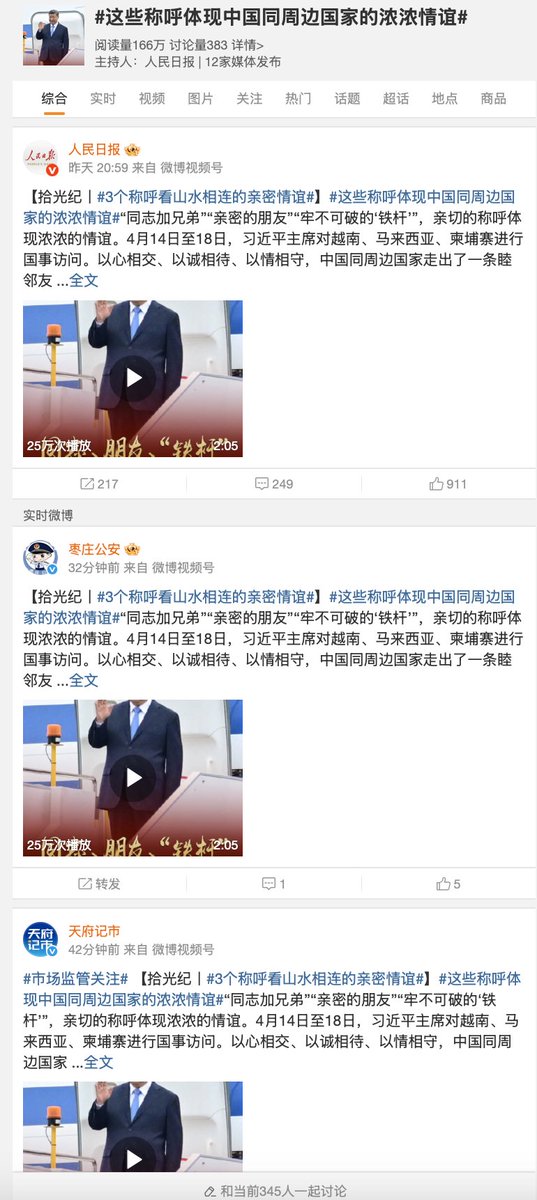 #这些称呼体现中国同周边国家的浓浓情谊#
阅读量166万 讨论量383 详情>
主持人：人民日报 | 12家媒体发布
综合 实时 视频 图片 关注 热门 话题 超话 地点 商品
人民日报
人民日报
昨天 20:59 来自 微博视频号
【拾光纪丨#3个称呼看山水相连的亲密情谊#】#这些称呼体现中国同周边国
家的浓浓情谊#“同志加兄弟”“亲密的朋友”“牢不可破的‘铁杆’”，亲切的称呼体
现浓浓的情谊。4月14日至18日，习近平主席对越南、马来西亚、柬埔寨进行
国事访问。以心相交、以诚相待、以情相守，中国同周边国家走出了一条睦
邻友 ...全文
同志、朋友、“铁杆”
25万次播放 2:05
217 249 911
实时微博
枣庄公安
32分钟前 来自 微博视频号
【拾光纪丨#3个称呼看山水相连的亲密情谊#】#这些称呼体现中国同周边国
家的浓浓情谊#“同志加兄弟”“亲密的朋友”“牢不可破的‘铁杆’”，亲切的称呼体
现浓浓的情谊。4月14日至18日，习近平主席对越南、马来西亚、柬埔寨进行
国事访问。以心相交、以诚相待、以情相守，中国同周边国家走出了一条睦
邻友 ...全文
同志、朋友、“铁杆”
25万次播放 2:05
转发 1 5
天府记市
天府
记市
42分钟前 来自 微博视频号
#市场监管关注# 【拾光纪丨#3个称呼看山水相连的亲密情谊#】#这些称呼体
现中国同周边国家的浓浓情谊#“同志加兄弟”“亲密的朋友”“牢不可破的‘铁
杆’”，亲切的称呼体现浓浓的情谊。4月14日至18日，习近平主席对越南、马
来西亚、柬埔寨进行国事访问。以心相交、以诚相待、以情相守，中国同周
边国家 ...全文
和当前345人一起讨论